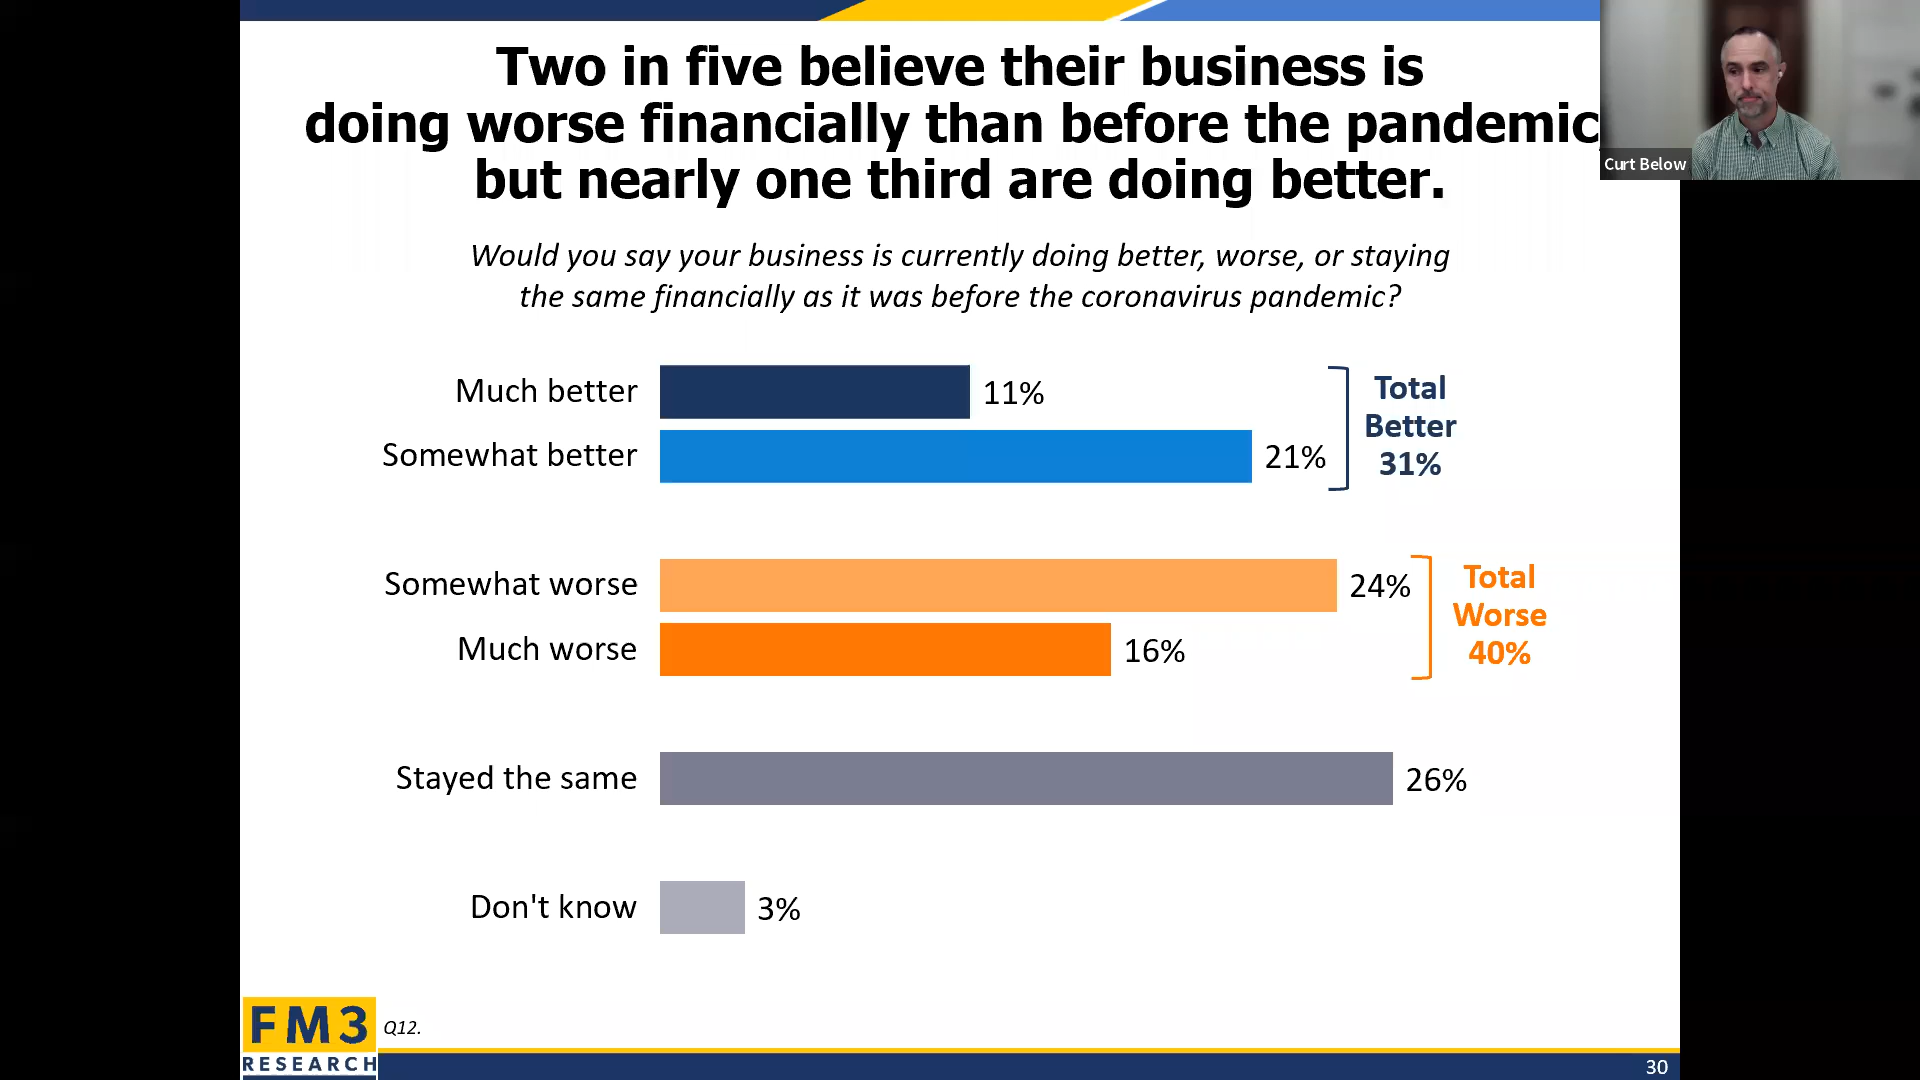 Two in five believe their business is
doing worse financially than before the pandemic
but nearly one third are doing better.
Curt Below
Would you say your business is currently doing better, worse, or staying
the same financially as it was before the coronavirus pandemic?
Much better 11%
Somewhat better 21%
Total
Better
31%
Somewhat worse 24%
Much worse 16%
Total
Worse
40%
Stayed the same 26%
Don't know 3%
FM3
RESEARCH
Q12.
30